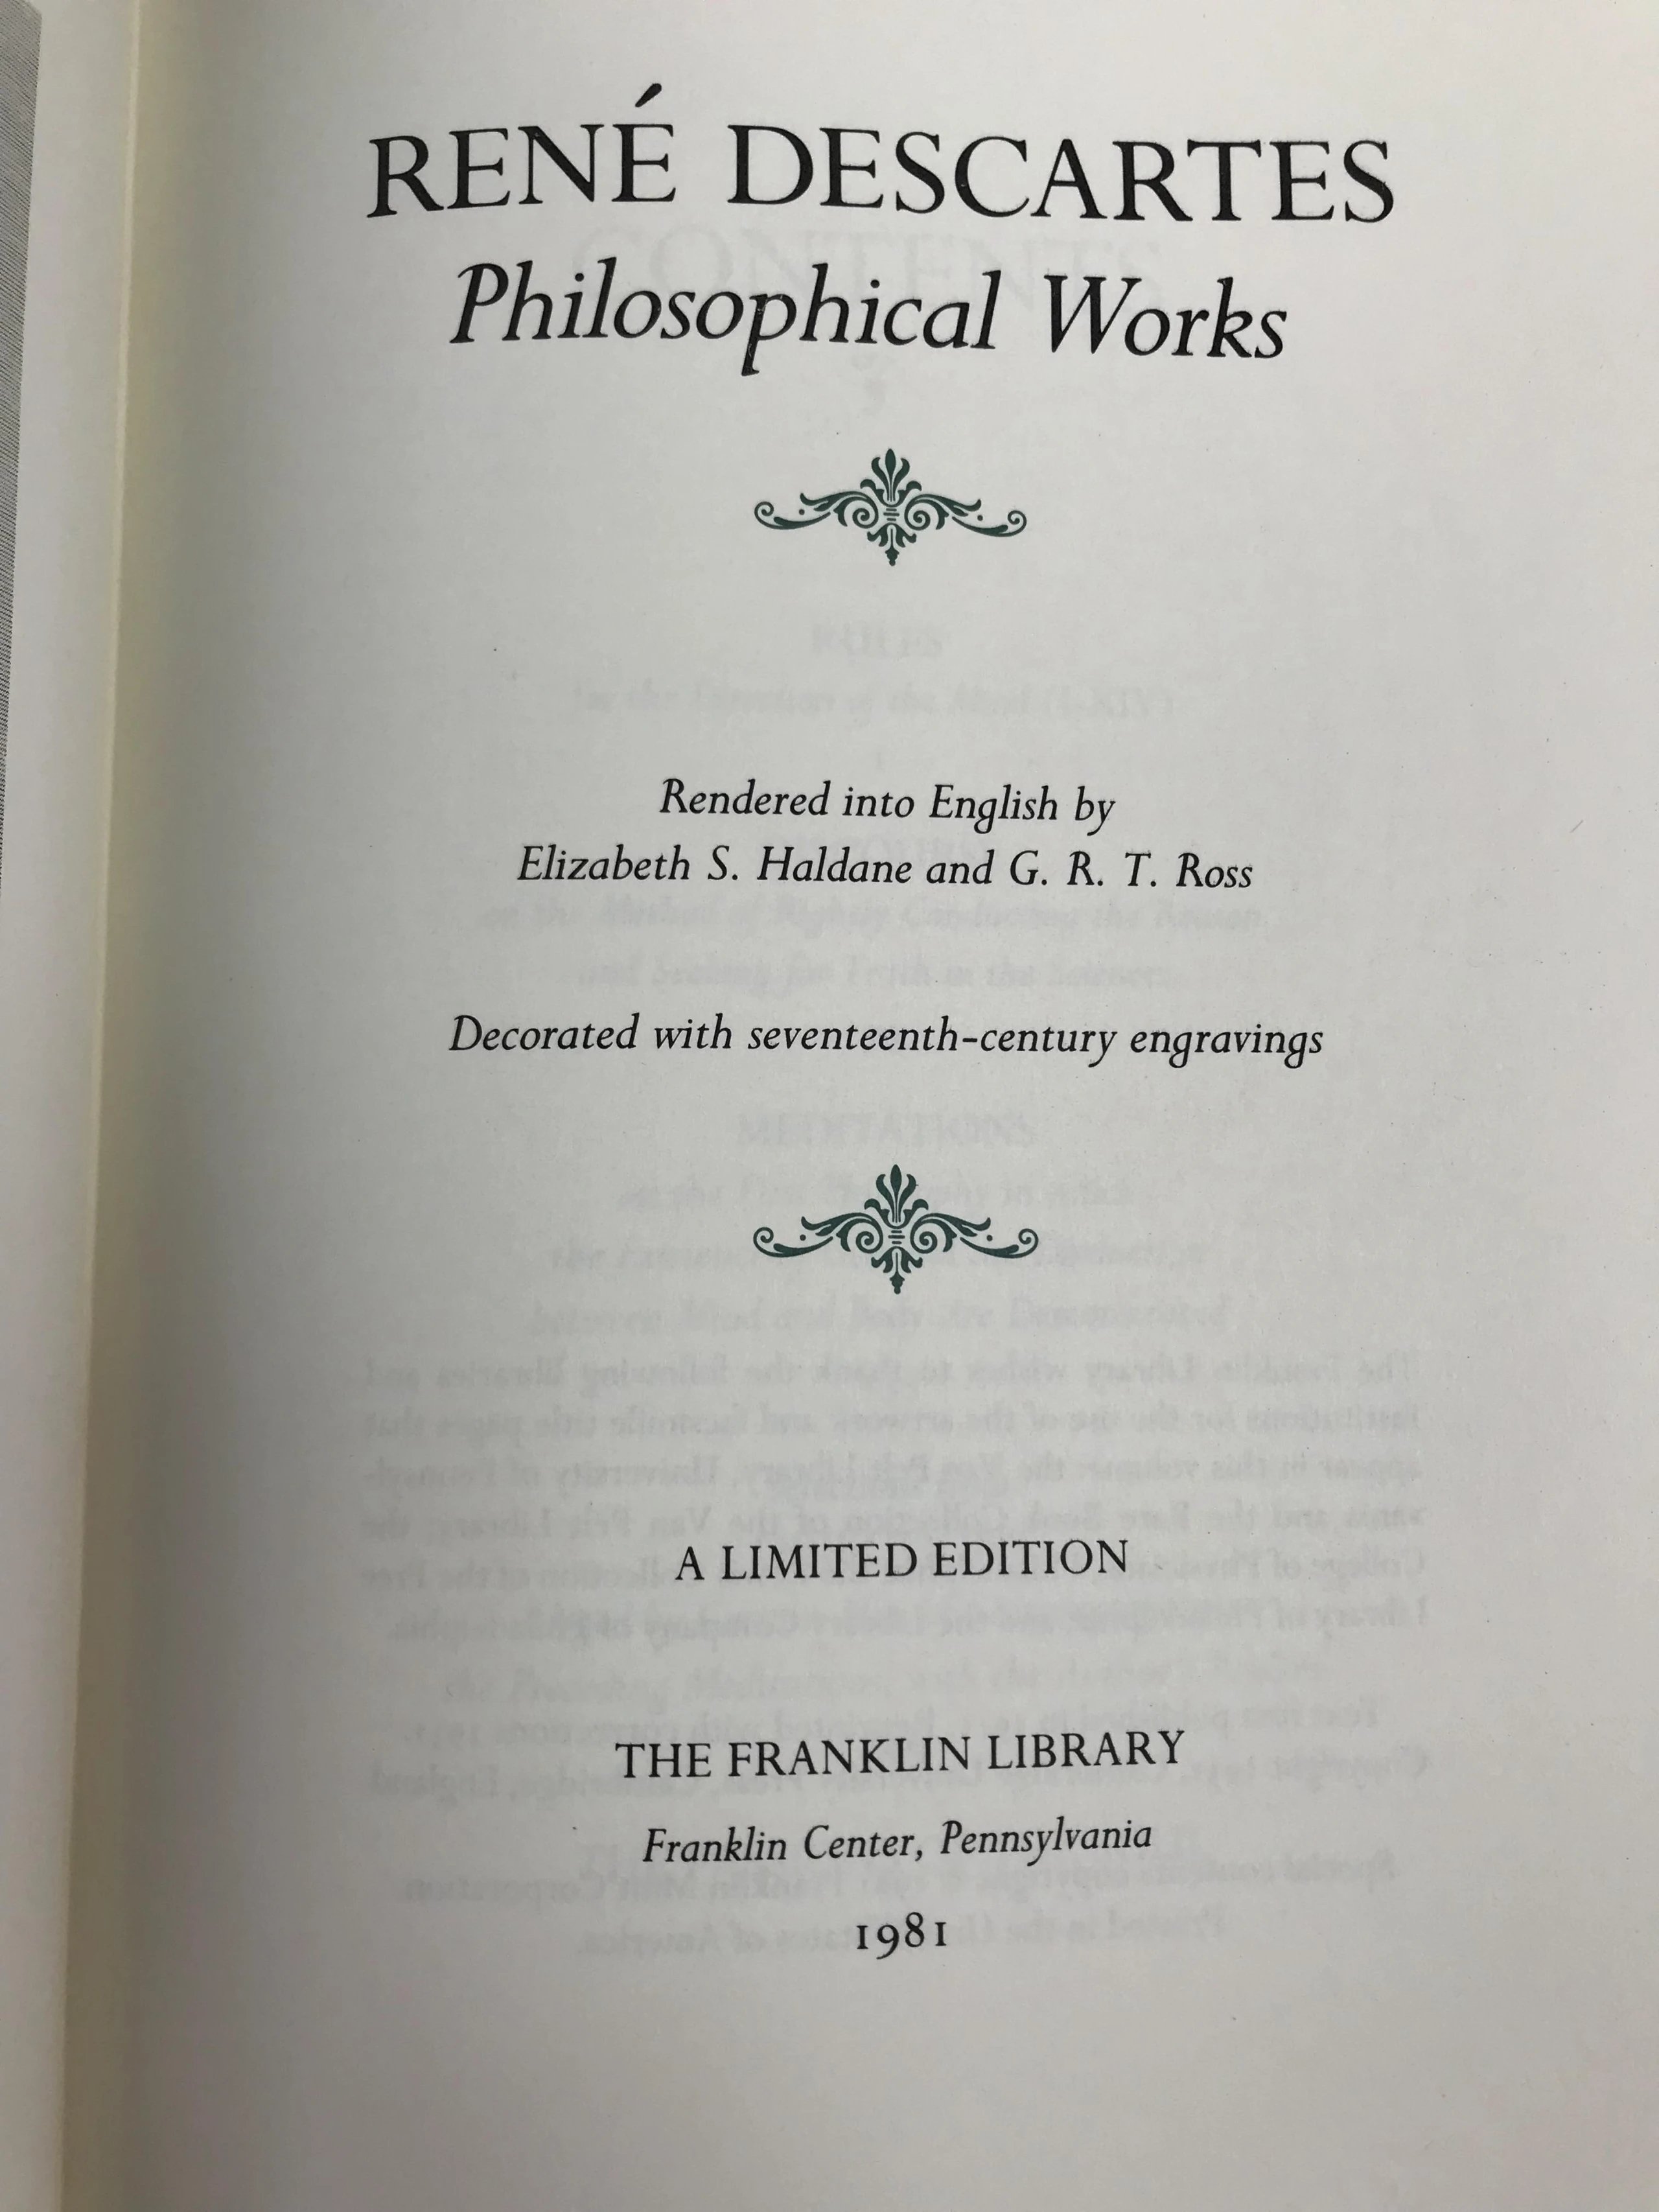 RENÉ DESCARTES
Philosophical Works
Rendered into English by
Elizabeth S. Haldane and G. R. T. Ross
Decorated with seventeenth-century engravings
A LIMITED EDITION
THE FRANKLIN LIBRARY
Franklin Center, Pennsylvania
1981